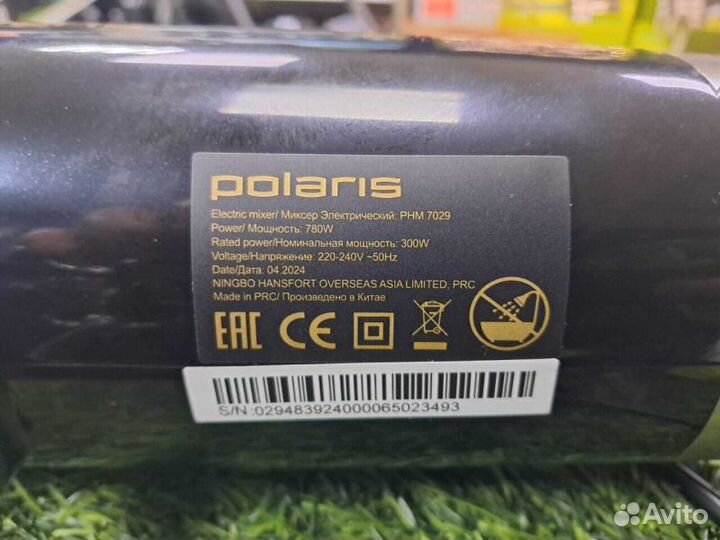 polaris
Electric mixer/ Миксер Электрический: PHM 7029
Power/ Мощность: 780W
Rated power/Номинальная мощность: 300W
Voltage/Напряжение: 220-240V ~50Hz
Date/Дата: 04.2024
NINGBO HANSFORT OVERSEAS ASIA LIMITED, PRC
Made in PRC/ Произведено в Китае
EAC CE
S/N:029483924000065023493
Avito